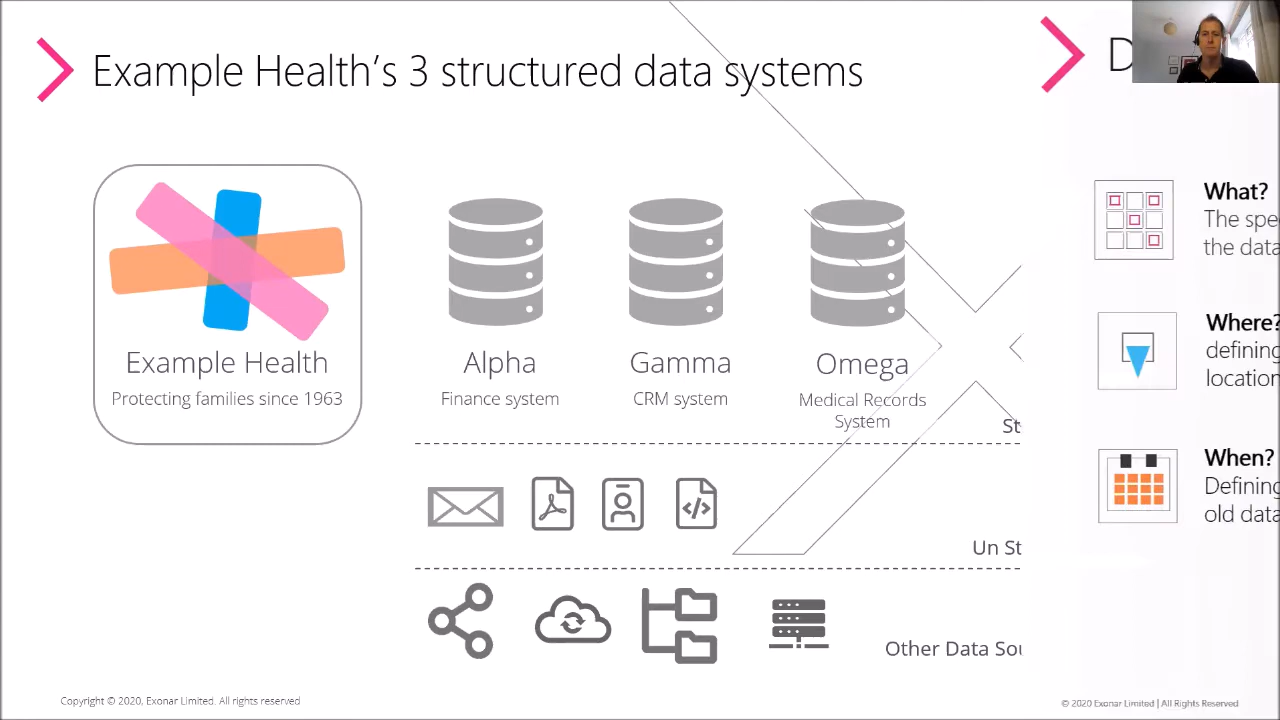 Example Health's 3 structured data systems
D
Example Health
Protecting families since 1963
Alpha
Finance system
Gamma
CRM system
Omega
Medical Records
System
St
Un St
Other Data Sou
What?
The spe
the data
Where?
defining
location
When?
Defining
old data
Copyright © 2020, Exonar Limited. All rights reserved
© 2020 Exonar Limited | All Rights Reserved